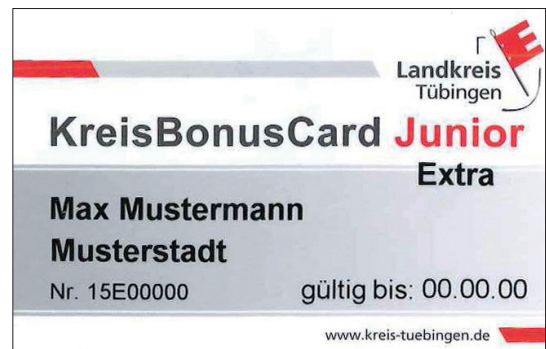 Landkreis
Tübingen
KreisBonusCard Junior
Extra
Max Mustermann
Musterstadt
Nr. 15E00000 gültig bis: 00.00.00
www.kreis-tuebingen.de